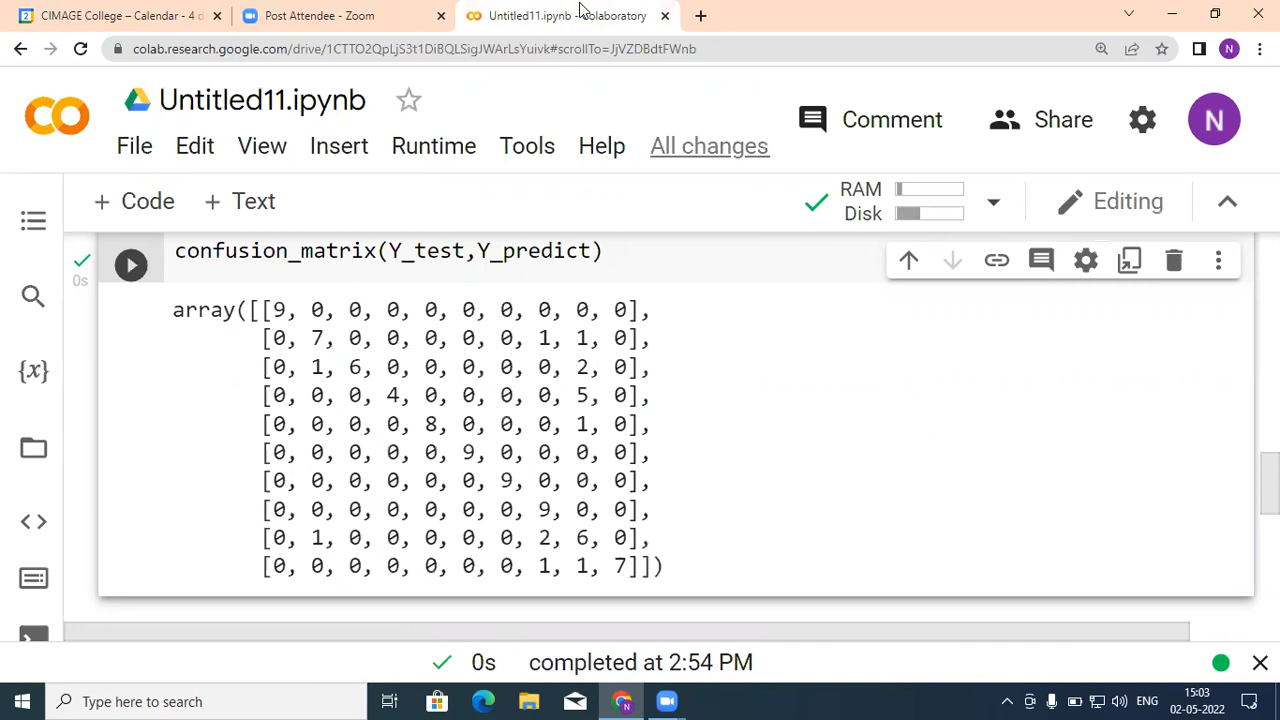 CIMAGE College – Calendar - 4 d
Post Attendee - Zoom
Untitled11.ipynb - Colaboratory
colab.research.google.com/drive/1CTTO2QpLjS3t1Di8QLSigJWArLsYuivk#scrollTo=JjVZDBdtFWnb
N
Untitled11.ipynb
Comment
Share
N
File Edit View Insert Runtime Tools Help All changes
+ Code + Text
RAM
Disk
Editing
confusion_matrix(Y_test,Y_predict)
0s
array([[9, 0, 0, 0, 0, 0, 0, 0, 0, 0],
[0, 7, 0, 0, 0, 0, 0, 1, 1, 0],
[0, 1, 6, 0, 0, 0, 0, 0, 2, 0],
[0, 0, 0, 4, 0, 0, 0, 0, 5, 0],
[0, 0, 0, 0, 8, 0, 0, 0, 1, 0],
[0, 0, 0, 0, 0, 9, 0, 0, 0, 0],
[0, 0, 0, 0, 0, 0, 9, 0, 0, 0],
[0, 0, 0, 0, 0, 0, 0, 9, 0, 0],
[0, 1, 0, 0, 0, 0, 0, 2, 6, 0],
[0, 0, 0, 0, 0, 0, 0, 1, 1, 7]])
{x}
0s completed at 2:54 PM
Type here to search
ENG
15:03
02-05-2022